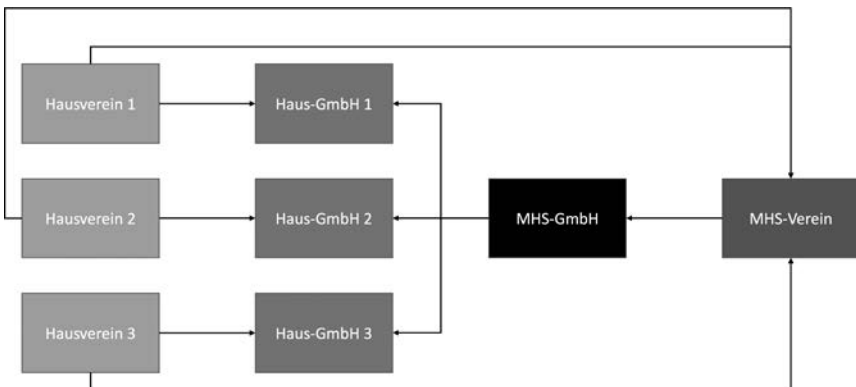 Hausverein 1
Haus-GmbH 1
Hausverein 2
Haus-GmbH 2
MHS-GmbH
MHS-Verein
Hausverein 3
Haus-GmbH 3